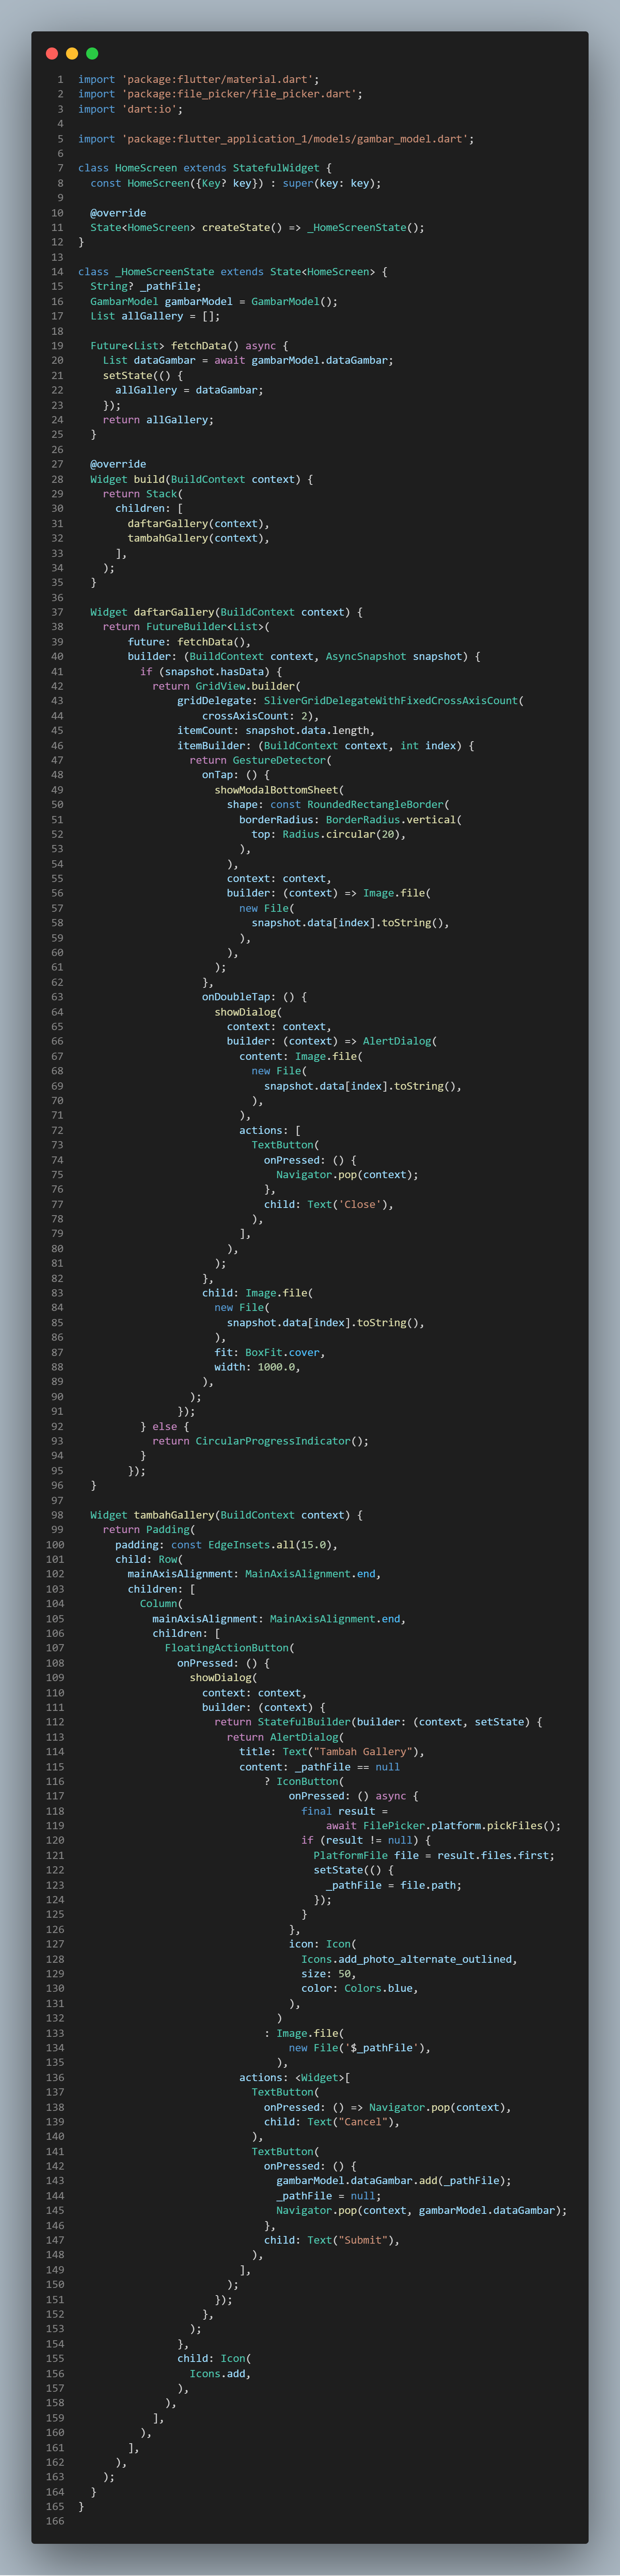 1 import 'package:flutter/material.dart';
2 import 'package:file_picker/file_picker.dart';
3 import 'dart:io';
4
5 import 'package:flutter_application_1/models/gambar_model.dart';
6
7 class HomeScreen extends StatefulWidget {
8   const HomeScreen({Key? key}) : super(key: key);
9
10   @override
11   State<HomeScreen> createState() => _HomeScreenState();
12 }
13
14 class _HomeScreenState extends State<HomeScreen> {
15   String? _pathFile;
16   GambarModel gambarModel = GambarModel();
17   List allGallery = [];
18
19   Future<List> fetchData() async {
20     List dataGambar = await gambarModel.dataGambar;
21     setState(() {
22       allGallery = dataGambar;
23     });
24     return allGallery;
25   }
26
27   @override
28   Widget build(BuildContext context) {
29     return Stack(
30       children: [
31         daftarGallery(context),
32         tambahGallery(context),
33       ],
34     );
35   }
36
37   Widget daftarGallery(BuildContext context) {
38     return FutureBuilder<List>(
39         future: fetchData(),
40         builder: (BuildContext context, AsyncSnapshot snapshot) {
41           if (snapshot.hasData) {
42             return GridView.builder(
43                 gridDelegate: SliverGridDelegateWithFixedCrossAxisCount(
44                     crossAxisCount: 2),
45                 itemCount: snapshot.data.length,
46                 itemBuilder: (BuildContext context, int index) {
47                   return GestureDetector(
48                     onTap: () {
49                       showModalBottomSheet(
50                         shape: const RoundedRectangleBorder(
51                           borderRadius: BorderRadius.vertical(
52                             top: Radius.circular(20),
53                           ),
54                         ),
55                         context: context,
56                         builder: (context) => Image.file(
57                           new File(
58                             snapshot.data[index].toString(),
59                           ),
60                         ),
61                       );
62                     },
63                     onDoubleTap: () {
64                       showDialog(
65                         context: context,
66                         builder: (context) => AlertDialog(
67                           content: Image.file(
68                             new File(
69                               snapshot.data[index].toString(),
70                             ),
71                           ),
72                           actions: [
73                             TextButton(
74                               onPressed: () {
75                                 Navigator.pop(context);
76                               },
77                               child: Text('Close'),
78                             ),
79                           ],
80                         ),
81                       );
82                     },
83                     child: Image.file(
84                       new File(
85                         snapshot.data[index].toString(),
86                       ),
87                       fit: BoxFit.cover,
88                       width: 1000.0,
89                     ),
90                   );
91                 });
92           } else {
93             return CircularProgressIndicator();
94           }
95         });
96   }
97
98   Widget tambahGallery(BuildContext context) {
99     return Padding(
100       padding: const EdgeInsets.all(15.0),
101       child: Row(
102         mainAxisAlignment: MainAxisAlignment.end,
103         children: [
104           Column(
105             mainAxisAlignment: MainAxisAlignment.end,
106             children: [
107               FloatingActionButton(
108                 onPressed: () {
109                   showDialog(
110                     context: context,
111                     builder: (context) {
112                       return StatefulBuilder(builder: (context, setState) {
113                         return AlertDialog(
114                           title: Text("Tambah Gallery"),
115                           content: _pathFile == null
116                               ? IconButton(
117                                   onPressed: () async {
118                                     final result =
119                                         await FilePicker.platform.pickFiles();
120                                     if (result != null) {
121                                       PlatformFile file = result.files.first;
122                                       setState(() {
123                                         _pathFile = file.path;
124                                       });
125                                     }
126                                   },
127                                   icon: Icon(
128                                     Icons.add_photo_alternate_outlined,
129                                     size: 50,
130                                     color: Colors.blue,
131                                   ),
132                                 )
133                               : Image.file(
134                                   new File('$_pathFile'),
135                                 ),
136                           actions: <Widget>[
137                             TextButton(
138                               onPressed: () => Navigator.pop(context),
139                               child: Text("Cancel"),
140                             ),
141                             TextButton(
142                               onPressed: () {
143                                 gambarModel.dataGambar.add(_pathFile);
144                                 _pathFile = null;
145                                 Navigator.pop(context, gambarModel.dataGambar);
146                               },
147                               child: Text("Submit"),
148                             ),
149                           ],
150                         );
151                       });
152                     },
153                   );
154                 },
155                 child: Icon(
156                   Icons.add,
157                 ),
158               ),
159             ],
160           ),
161         ],
162       ),
163     );
164   }
165 }
166